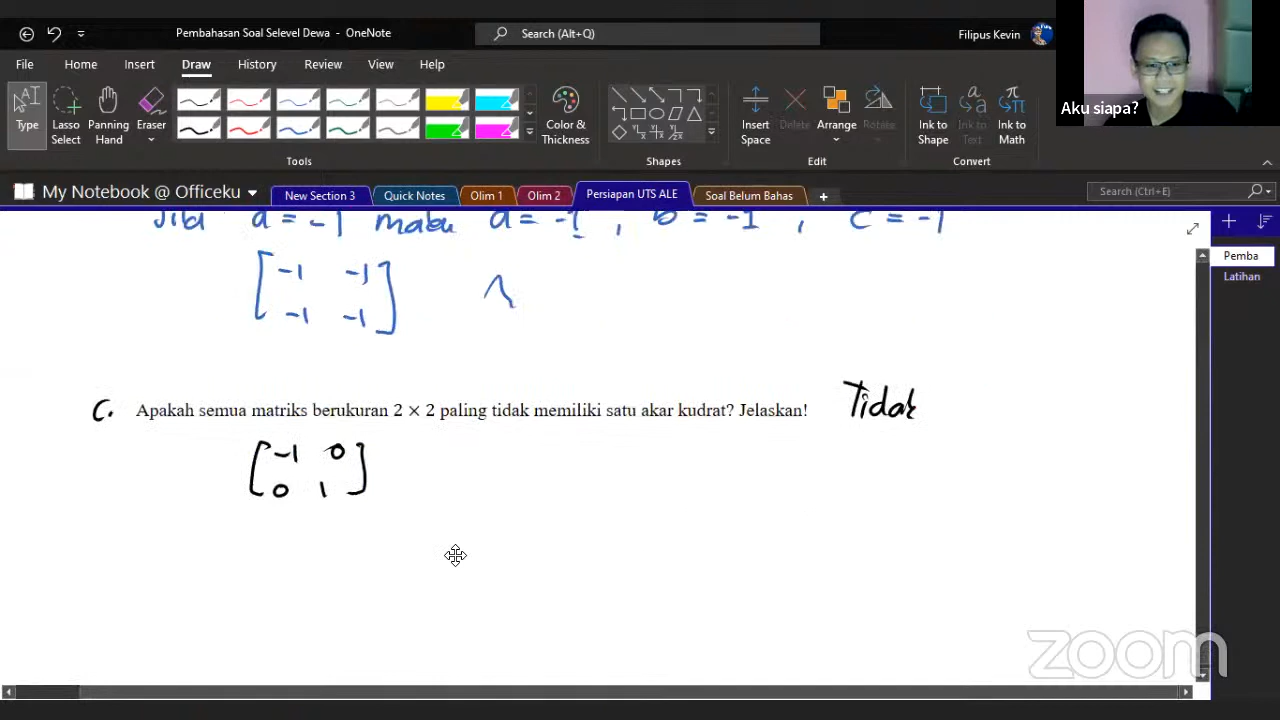 Pembahasan Soal Selevel Dewa - OneNote
Search (Alt+Q)
Filipus Kevin
Aku siapa?
File Home Insert Draw History Review View Help
Type
Lasso Select
Panning Hand
Eraser
Color & Thickness
Insert Space
Delete
Arrange
Rotate
Ink to Shape
Ink to Text
Ink to Math
Tools
Shapes
Edit
Convert
My Notebook @ Officeku
New Section 3
Quick Notes
Olim 1
Olim 2
Persiapan UTS ALE
Soal Belum Bahas
Search (Ctrl+E)
Pemba
Latihan
a = -1 maka a = -1, b = -1, c = -1
-1 -1
-1 -1
C. Apakah semua matriks berukuran 2 × 2 paling tidak memiliki satu akar kudrat? Jelaskan! Tidak
-1 0
0 1
zoom